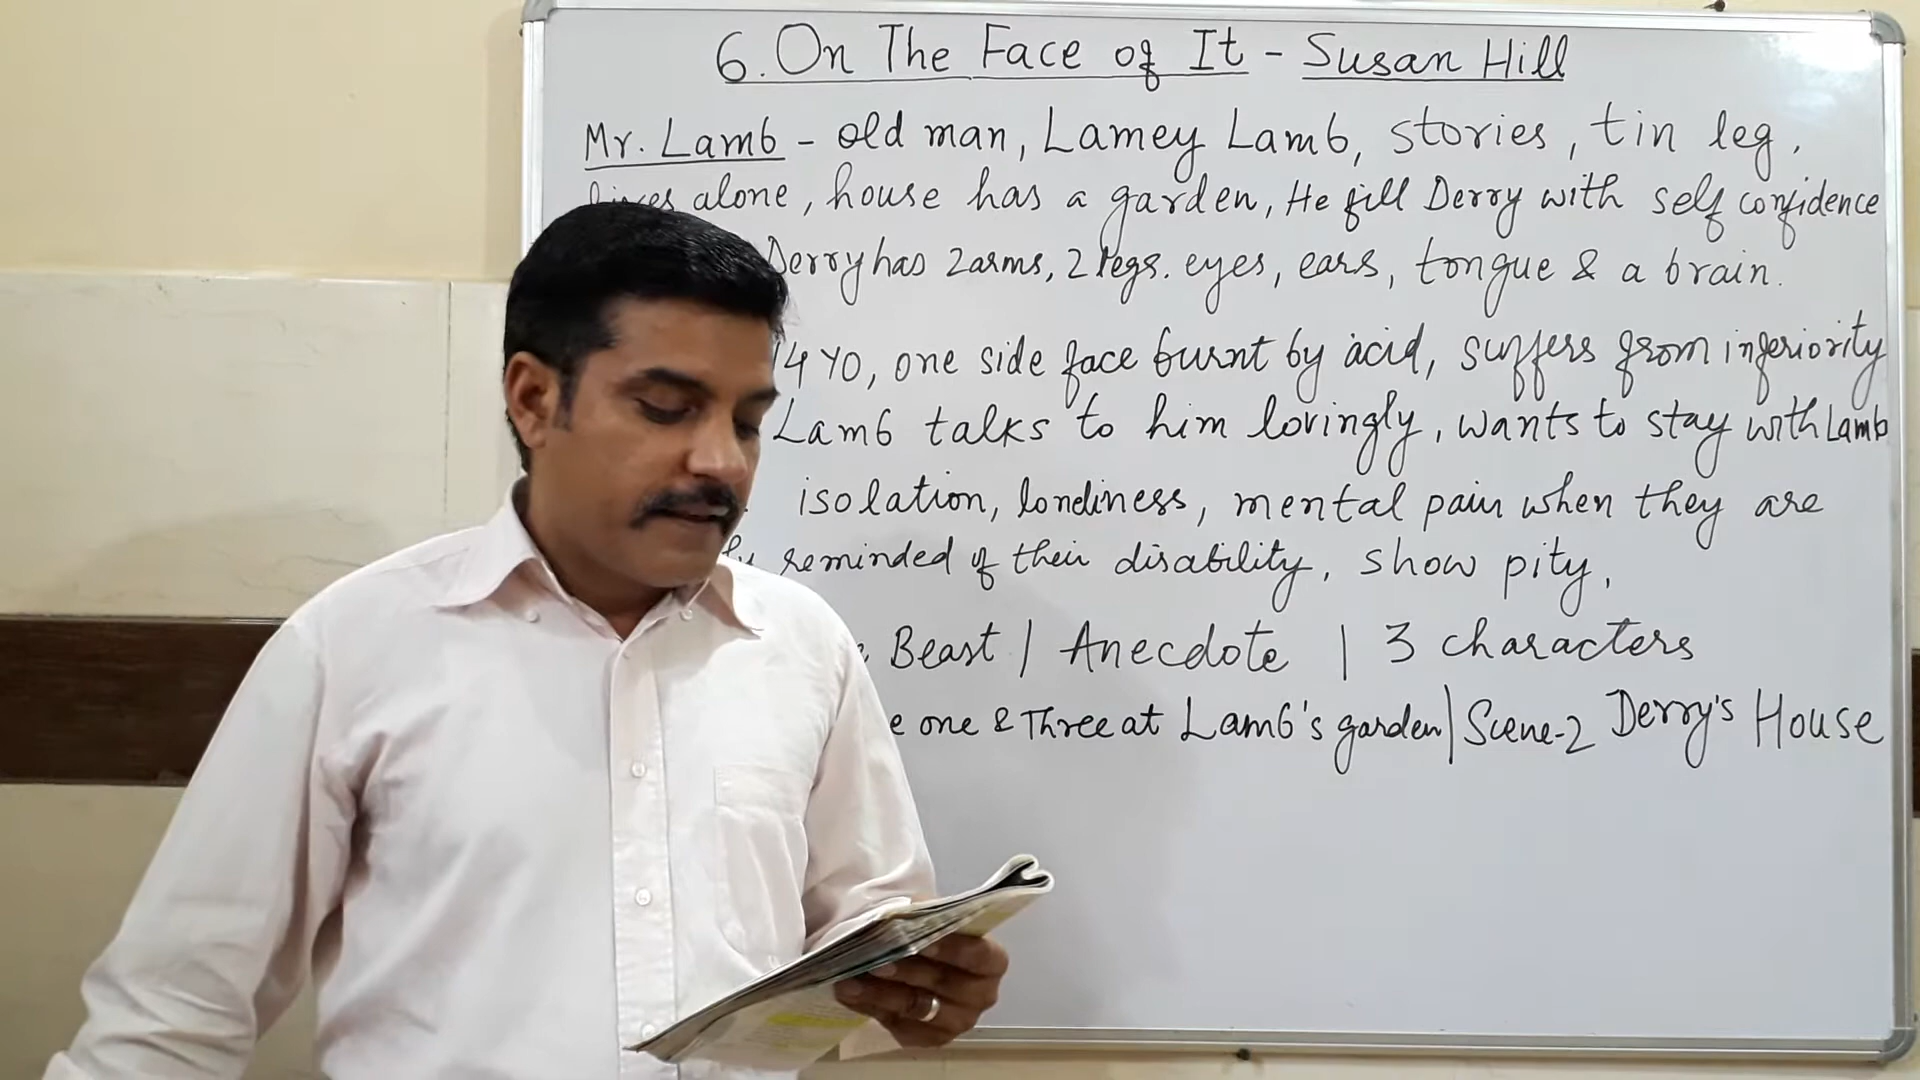 6. On The Face of It - Susan Hill
Mr. Lamb - old man, Lamey Lamb, stories, tin leg,
lives alone, house has a garden, He fill Derry with self confidence
Derry has 2 arms, 2 legs. eyes, ears, tongue & a brain.
14 YO, one side face burnt by acid, suffers from inferiority
Lamb talks to him lovingly, wants to stay with Lamb
isolation, loneliness, mental pain when they are
reminded of their disability, show pity,
Beast | Anecdote | 3 characters
one & Three at Lamb's garden | Scene-2 Derry's House